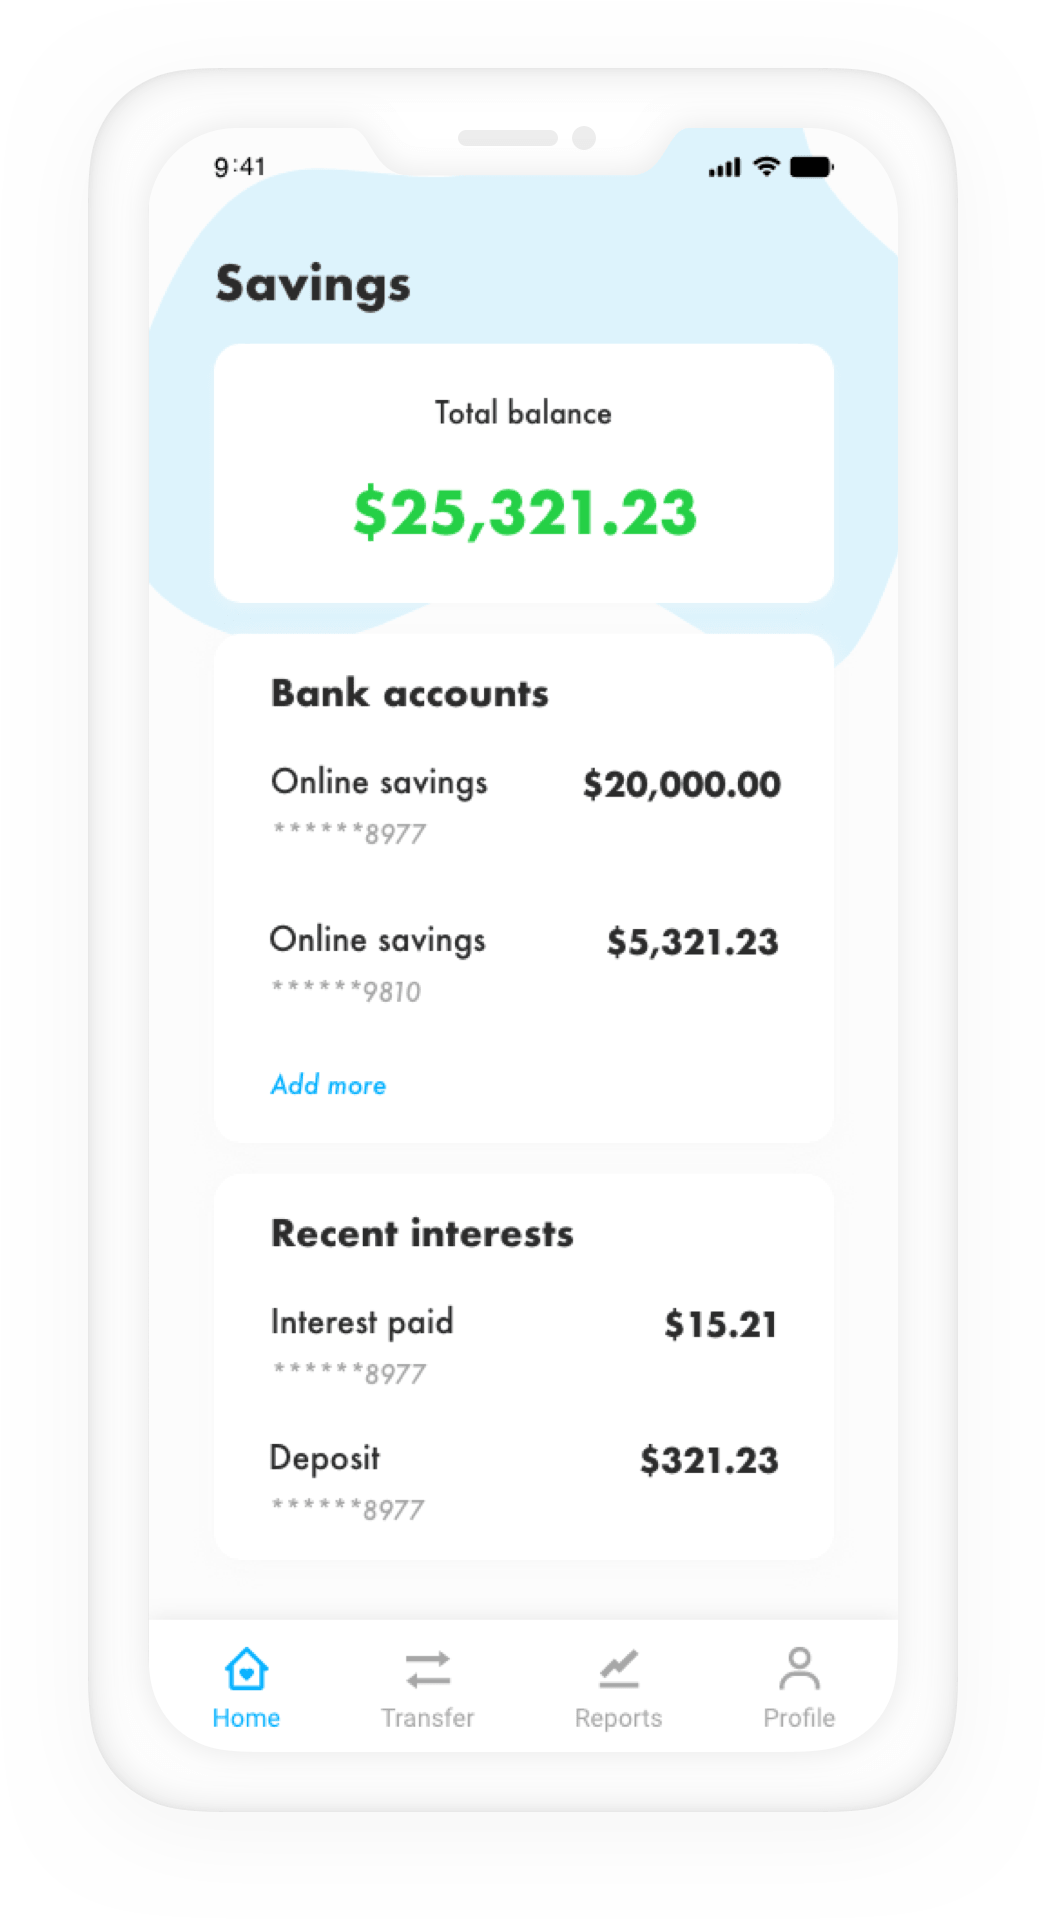 9:41
Savings
Total balance
$25,321.23
Bank accounts
Online savings $20,000.00
******8977
Online savings $5,321.23
******9810
Add more
Recent interests
Interest paid $15.21
******8977
Deposit $321.23
******8977
Home Transfer Reports Profile